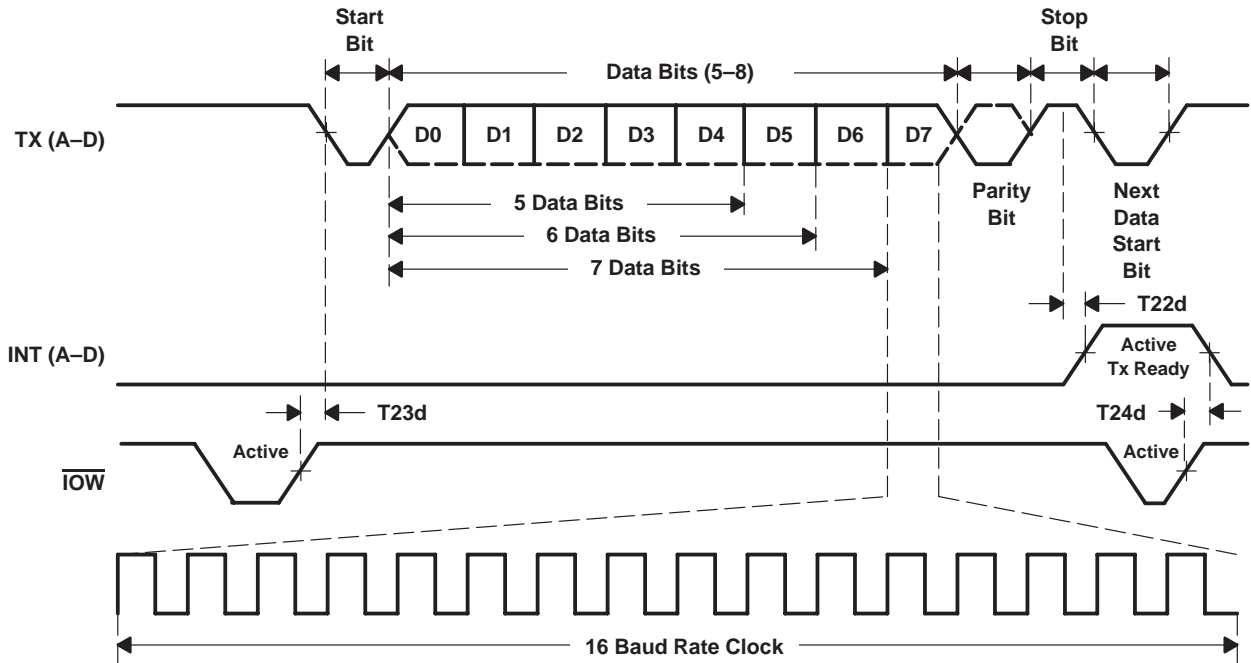 Start
Bit
Stop
Bit
Data Bits (5–8)
TX (A–D)
D0 D1 D2 D3 D4 D5 D6 D7
Parity
Bit
Next
Data
Start
Bit
5 Data Bits
6 Data Bits
7 Data Bits
T22d
INT (A–D)
Active
Tx Ready
T23d
T24d
IOW
Active
Active
16 Baud Rate Clock